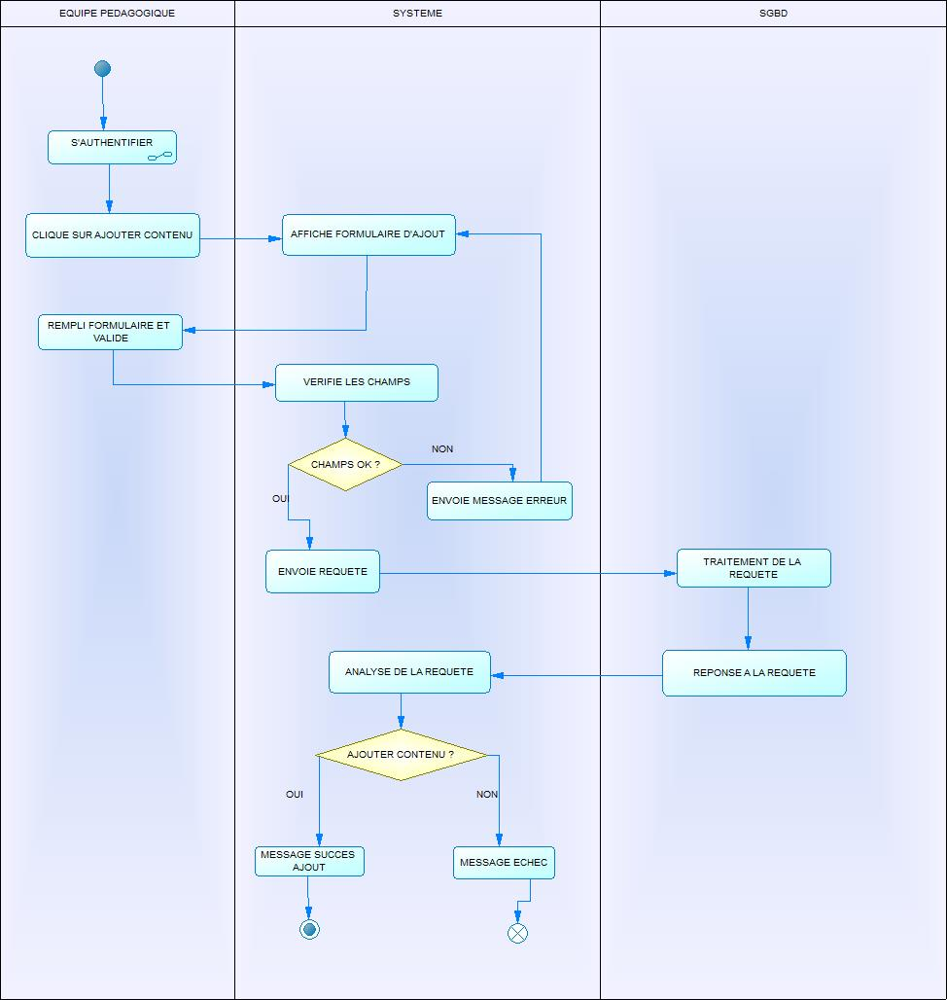 EQUIPE PEDAGOGIQUE
SYSTEME
SGBD
S'AUTHENTIFIER
CLIQUE SUR AJOUTER CONTENU
AFFICHE FORMULAIRE D'AJOUT
REMPLI FORMULAIRE ET
VALIDE
VERIFIE LES CHAMPS
CHAMPS OK ?
NON
OUI
ENVOIE MESSAGE ERREUR
ENVOIE REQUETE
TRAITEMENT DE LA
REQUETE
ANALYSE DE LA REQUETE
REPONSE A LA REQUETE
AJOUTER CONTENU ?
OUI
NON
MESSAGE SUCCES
AJOUT
MESSAGE ECHEC